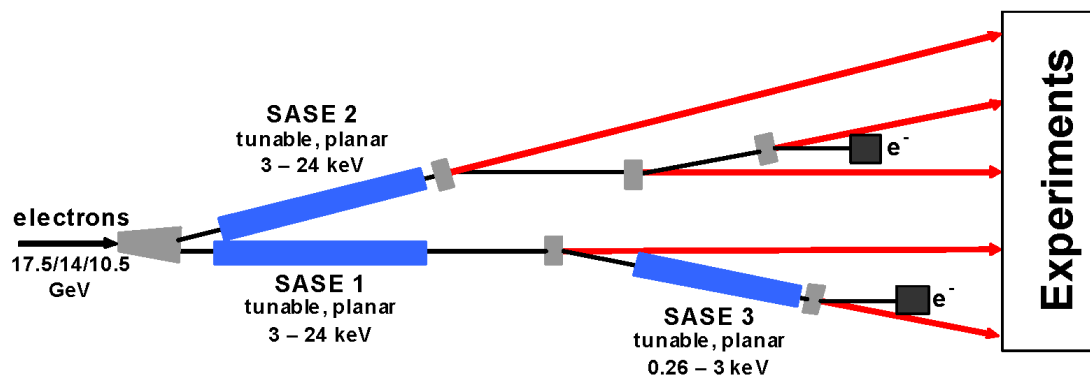 SASE 2
tunable, planar
3 – 24 keV
e⁻
electrons
17.5/14/10.5
GeV
SASE 1
tunable, planar
3 – 24 keV
e⁻
SASE 3
tunable, planar
0.26 – 3 keV
Experiments